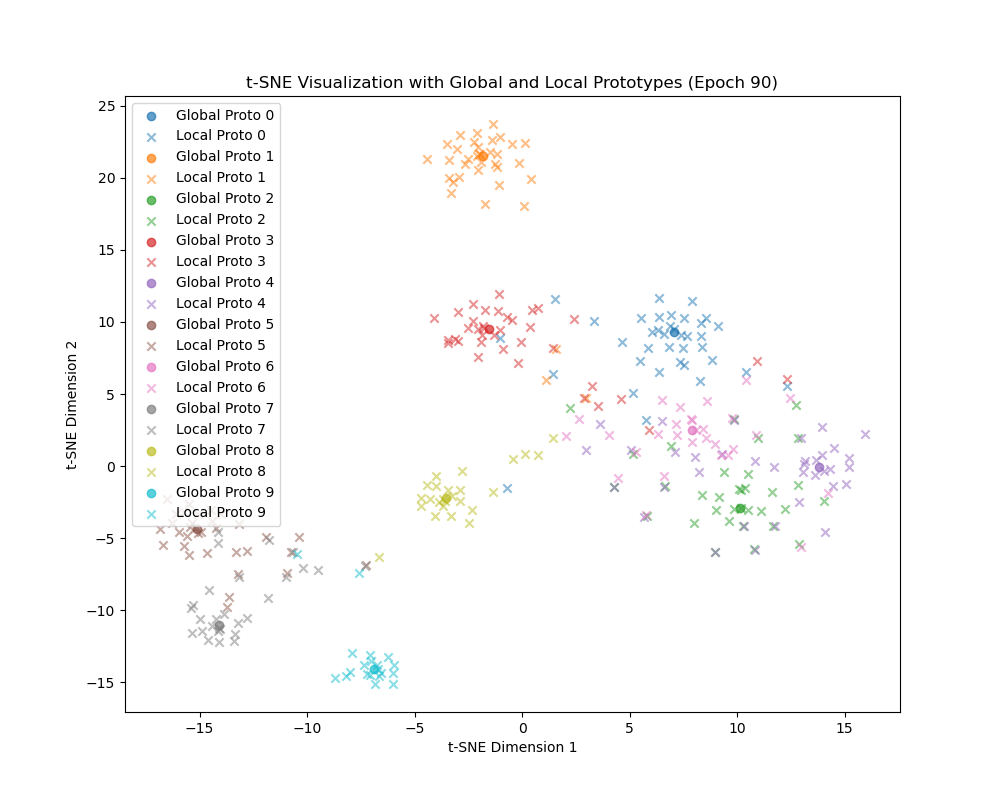 t-SNE Visualization with Global and Local Prototypes (Epoch 90)
Global Proto 0
Local Proto 0
Global Proto 1
Local Proto 1
Global Proto 2
Local Proto 2
Global Proto 3
Local Proto 3
Global Proto 4
Local Proto 4
Global Proto 5
Local Proto 5
Global Proto 6
Local Proto 6
Global Proto 7
Local Proto 7
Global Proto 8
Local Proto 8
Global Proto 9
Local Proto 9
25
20
15
10
5
0
−5
−10
−15
t-SNE Dimension 2
−15
−10
−5
0
5
10
15
t-SNE Dimension 1